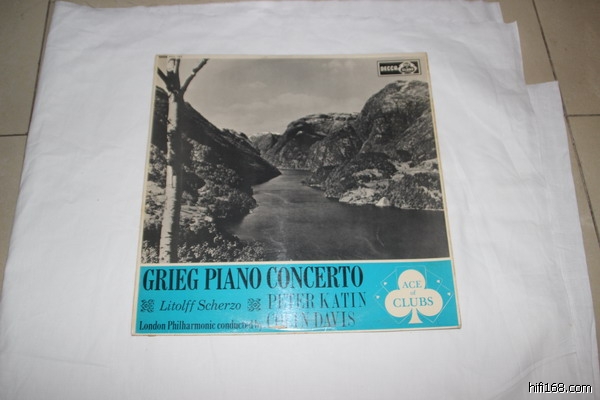 DECCA
GRIEG PIANO CONCERTO
Litolff Scherzo
PETER KATIN
London Philharmonic conducted by
COLIN DAVIS
ACE
of
CLUBS
hifi168.com